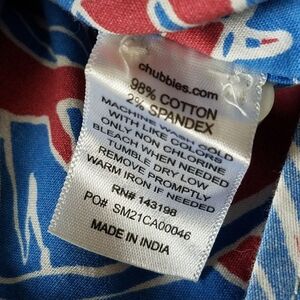 chubbies.com
98% COTTON
2% SPANDEX
MACHINE WASH COLD
WITH LIKE COLORS
ONLY NON CHLORINE
BLEACH WHEN NEEDED
TUMBLE DRY LOW
REMOVE PROMPTLY
WARM IRON IF NEEDED
RN# 143198
PO# SM21CA00046
MADE IN INDIA